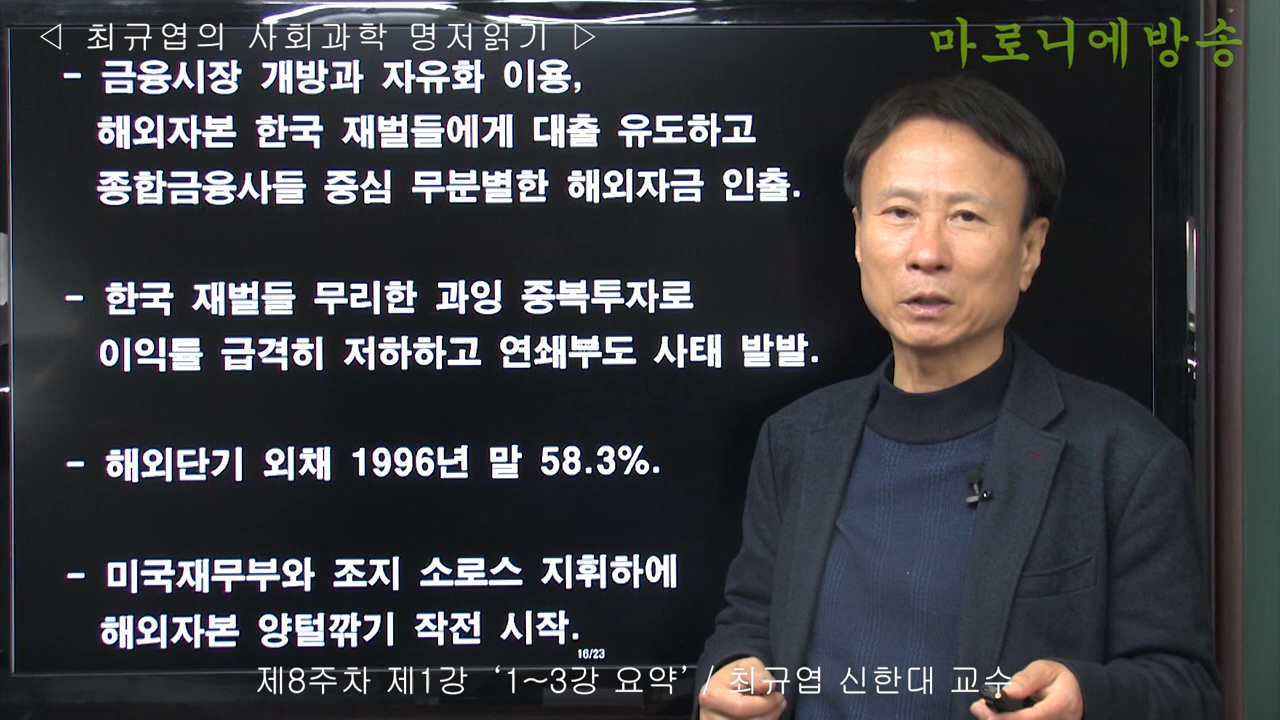 ◁ 최규엽의 사회과학 명저읽기 ▷
마로니에방송
- 금융시장 개방과 자유화 이용,
해외자본 한국 재벌들에게 대출 유도하고
종합금융사들 중심 무분별한 해외자금 인출.
- 한국 재벌들 무리한 과잉 중복투자로
이익률 급격히 저하하고 연쇄부도 사태 발발.
- 해외단기 외채 1996년 말 58.3%.
- 미국재무부와 조지 소로스 지휘하에
해외자본 양털깎기 작전 시작.
16/23
제8주차 제1강 ‘1~3강 요약’ / 최규엽 신한대 교수